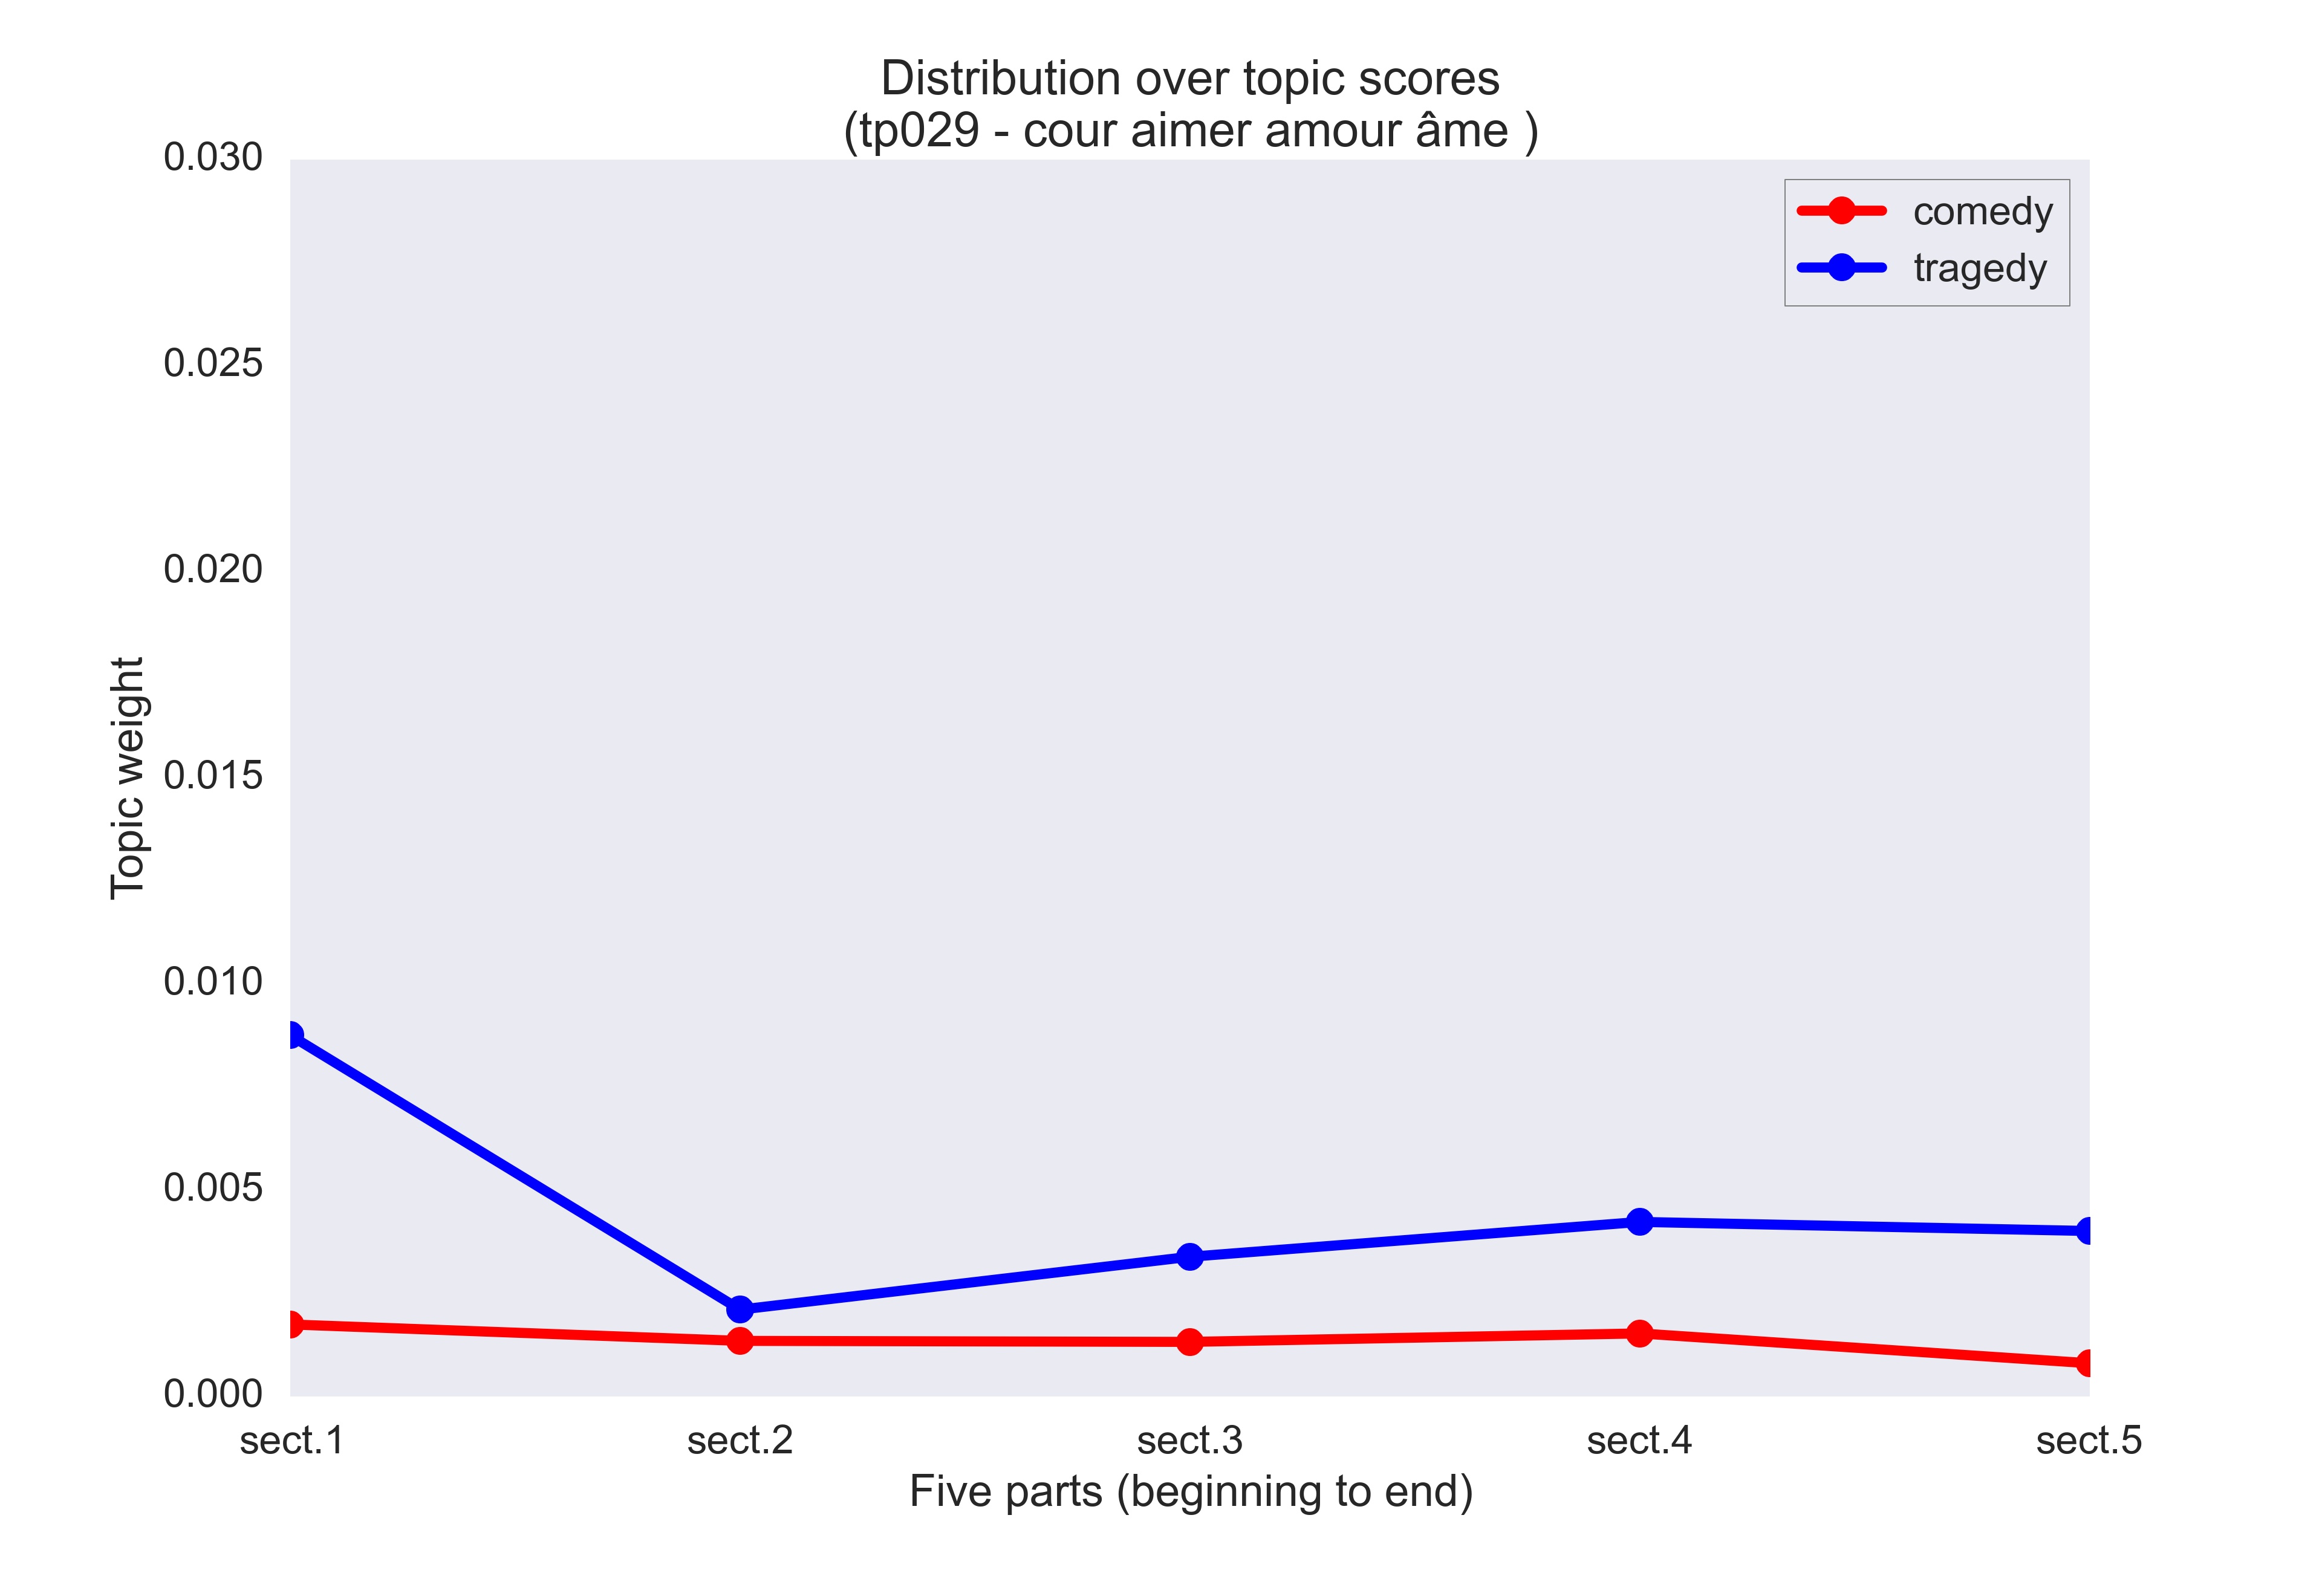 Distribution over topic scores
(tp029 - cour aimer amour âme )
0.030
0.025
0.020
0.015
0.010
0.005
0.000
Topic weight
comedy
tragedy
sect.1
sect.2
sect.3
sect.4
sect.5
Five parts (beginning to end)